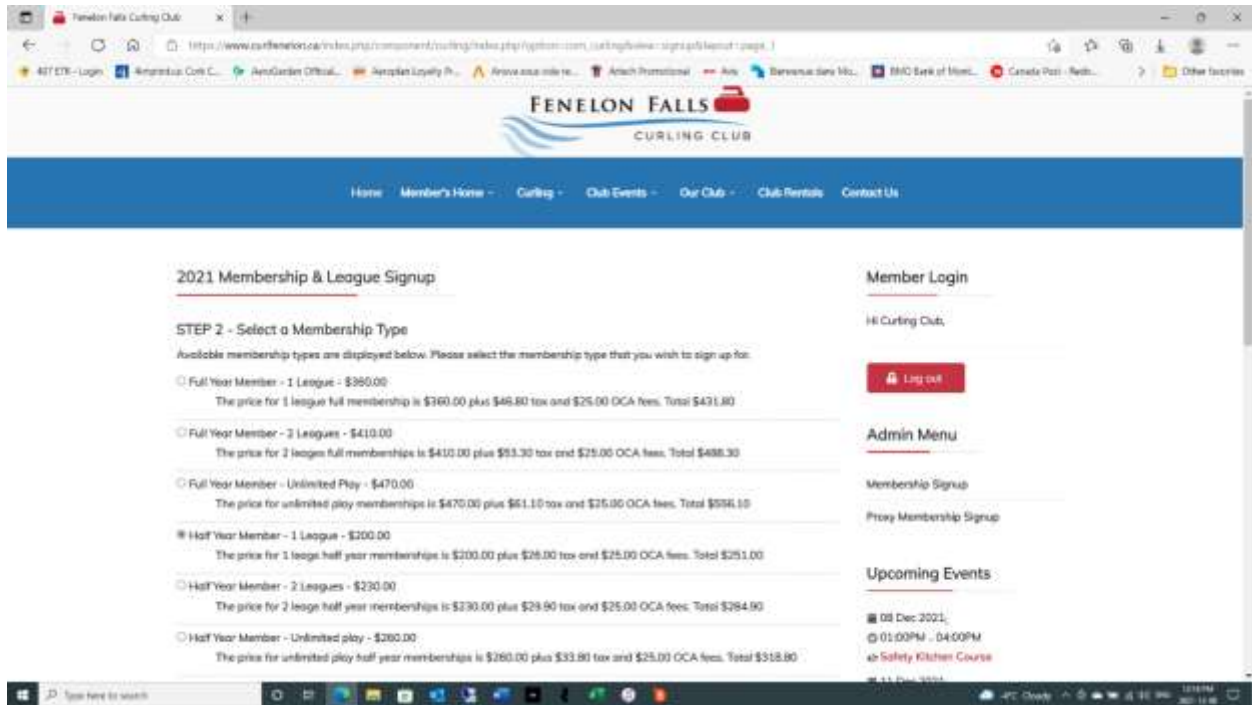 Fenelon Falls Curling Club
407 ETR - Login
Other favorites
FENELON FALLS
CURLING CLUB
Home Member's Home Curling Club Events Our Club Club Rentals Contact Us
2021 Membership & League Signup
STEP 2 - Select a Membership Type
Available membership types are displayed below. Please select the membership type that you wish to sign up for.
Full Year Member - 1 League - $360.00
The price for 1 league full membership is $360.00 plus $46.80 tax and $25.00 OCA fees. Total $431.80
Full Year Member - 2 Leagues - $410.00
The price for 2 leages full memberships is $410.00 plus $53.30 tax and $25.00 OCA fees. Total $488.30
Full Year Member - Unlimited Play - $470.00
The price for unlimited play memberships is $470.00 plus $61.10 tax and $25.00 OCA fees. Total $556.10
Half Year Member - 1 League - $200.00
The price for 1 leage half year memberships is $200.00 plus $26.00 tax and $25.00 OCA fees. Total $251.00
Half Year Member - 2 Leagues - $230.00
The price for 2 leage half year memberships is $230.00 plus $29.90 tax and $25.00 OCA fees. Total $284.90
Half Year Member - Unlimited play - $260.00
The price for unlimited play half year memberships is $260.00 plus $33.80 tax and $25.00 OCA fees. Total $318.80
Member Login
Hi Curling Club,
Log out
Admin Menu
Membership Signup
Proxy Membership Signup
Upcoming Events
08 Dec 2021,
01:00PM - 04:00PM
Safety Kitchen Course
11 Dec 2021
Type here to search
-4°C Cloudy